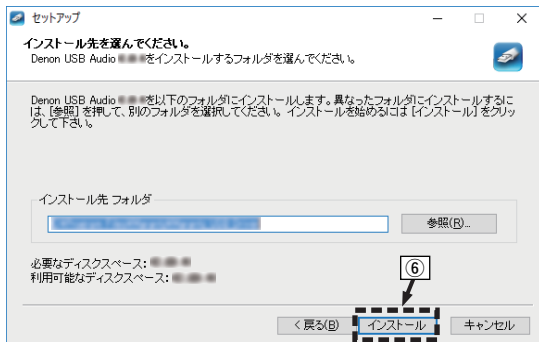 セットアップ
インストール先を選んでください。
Denon USB Audio をインストールするフォルダを選んでください。
Denon USB Audio を以下のフォルダにインストールします。異なったフォルダにインストールするに
は、[参照] を押して、別のフォルダを選択してください。インストールを始めるには [インストール] をクリッ
クして下さい。
インストール先 フォルダ
参照(R)...
必要なディスクスペース:
利用可能なディスクスペース:
⑥
< 戻る(B)
インストール
キャンセル